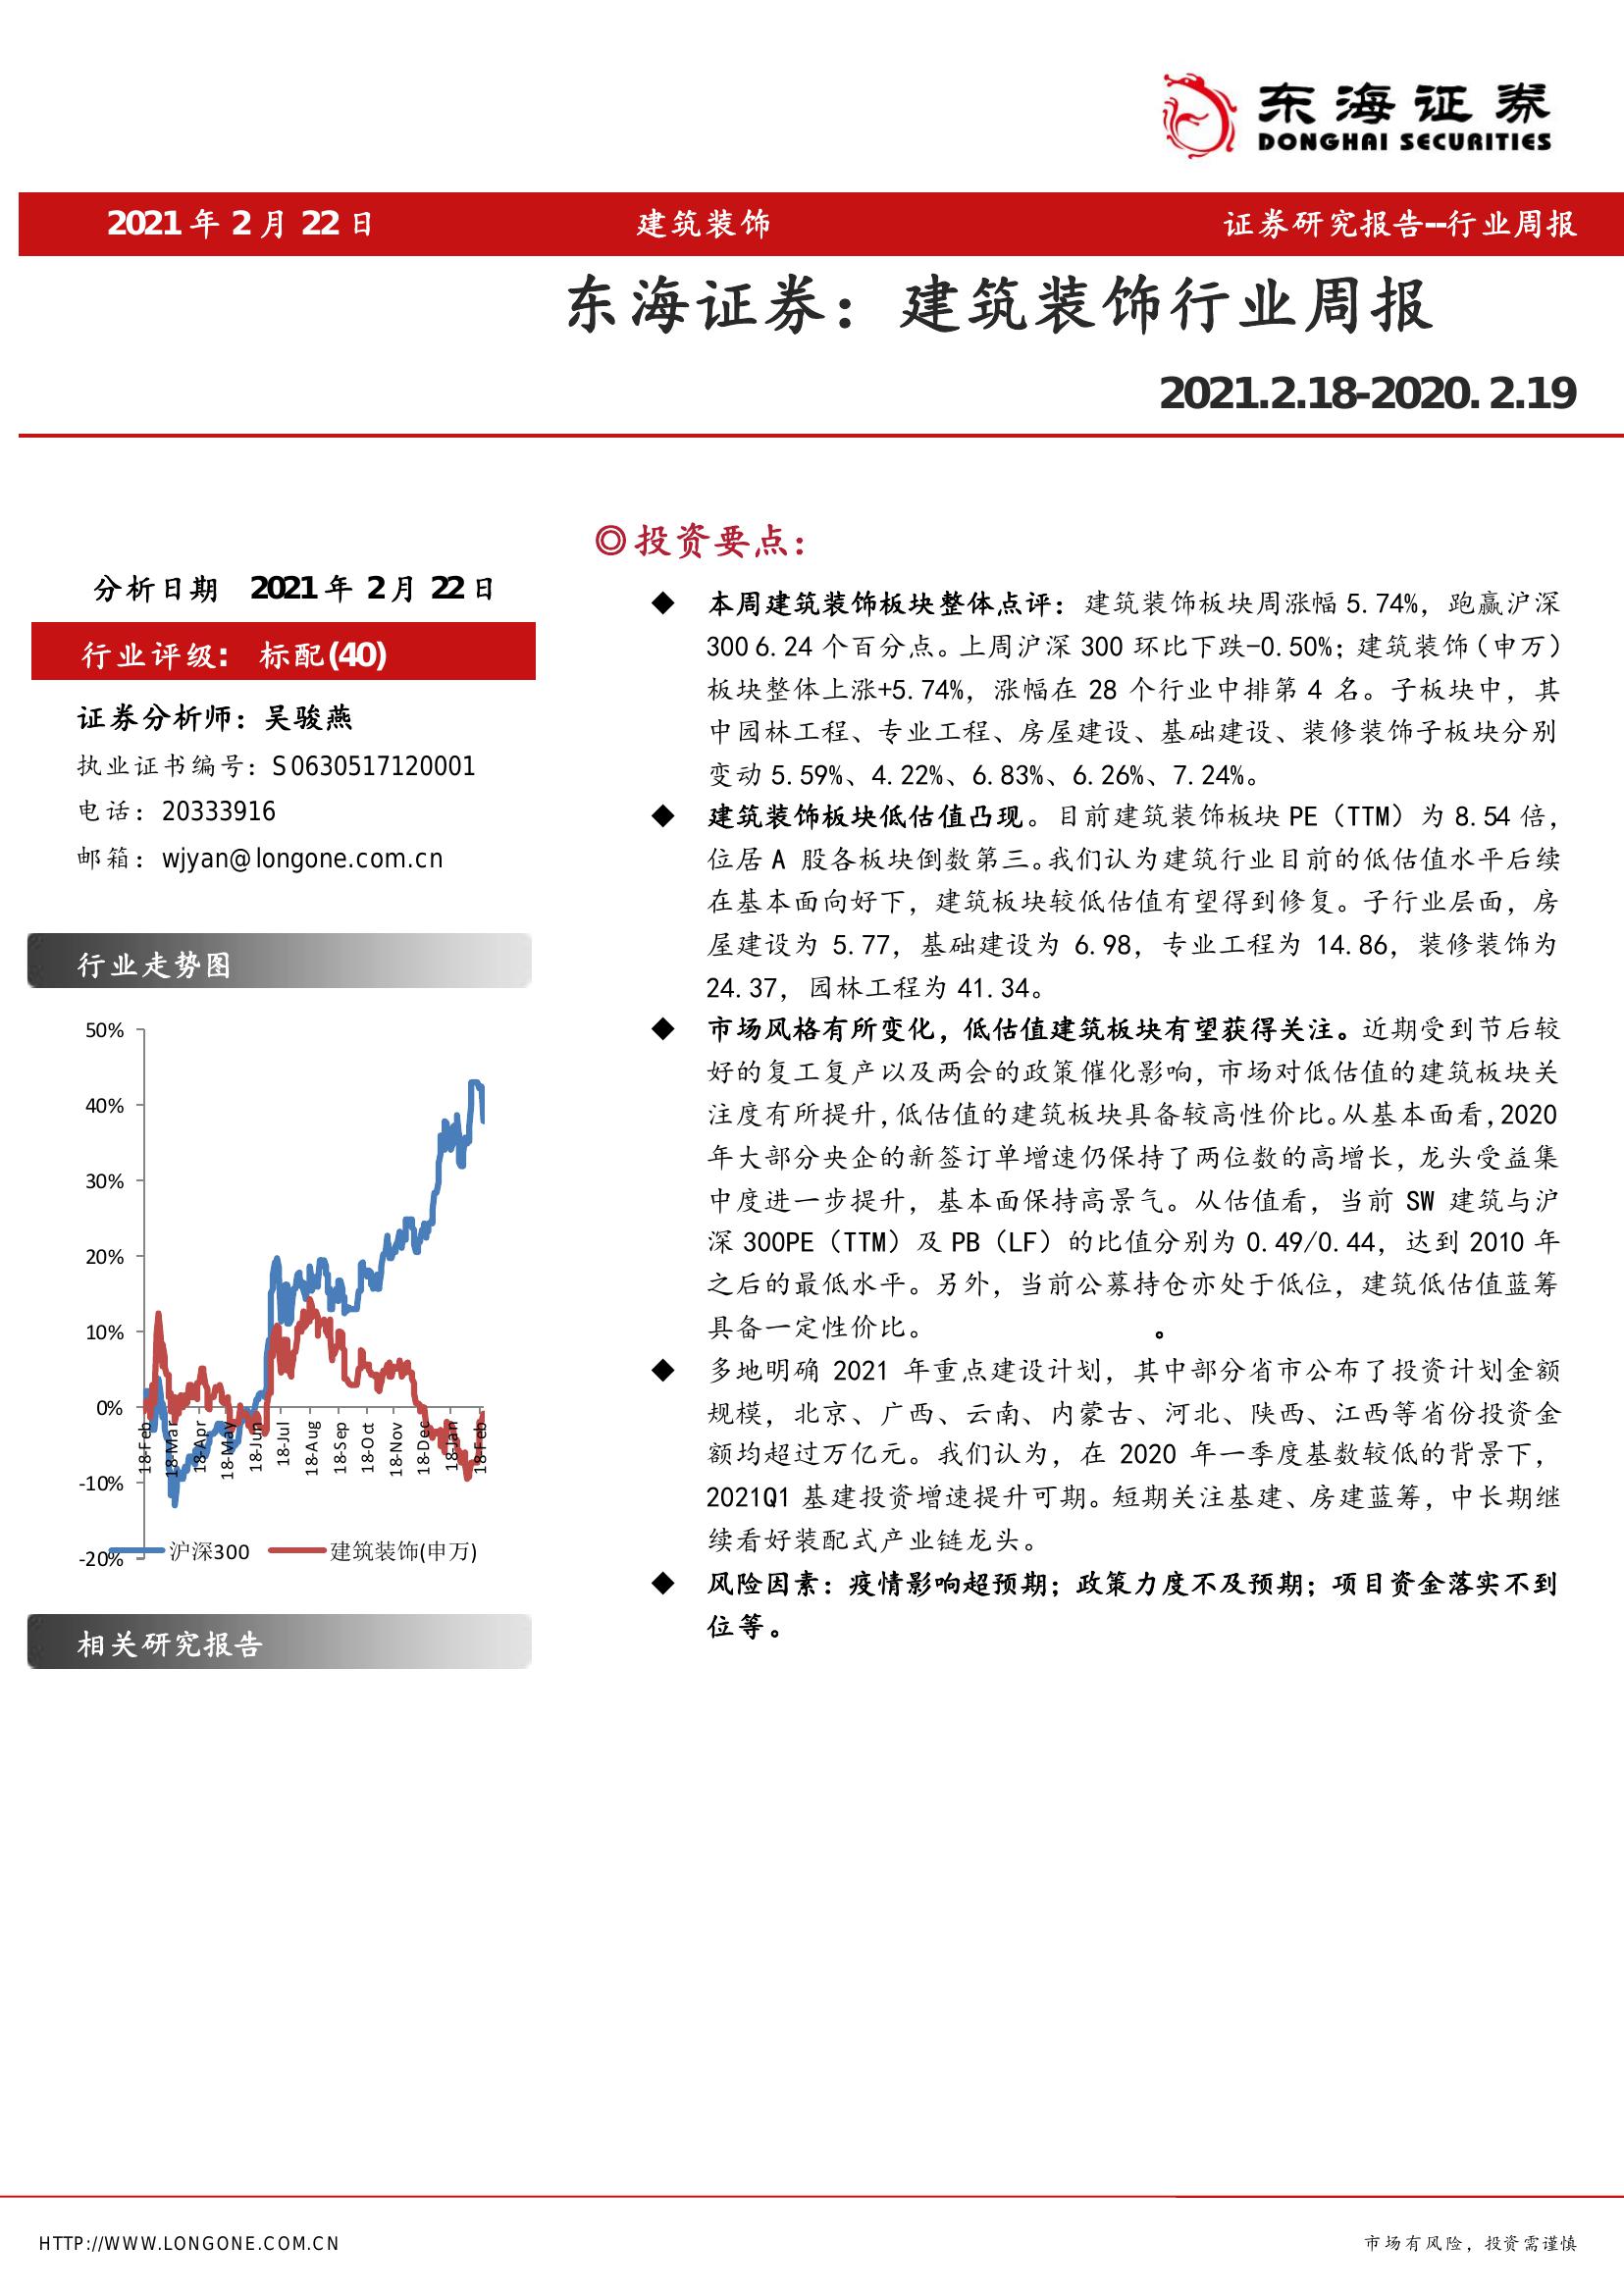 东海证券
DONGHAI SECURITIES
2021 年 2 月 22 日 建筑装饰 证券研究报告--行业周报
东海证券：建筑装饰行业周报
2021.2.18-2020. 2.19
分析日期 2021 年 2 月 22 日
行业评级： 标配(40)
证券分析师：吴骏燕
执业证书编号：S0630517120001
电话：20333916
邮箱：wjyan@longone.com.cn
行业走势图
50%
40%
30%
20%
10%
0%
-10%
-20%
18-Feb
18-Mar
18-Apr
18-May
18-Jun
18-Jul
18-Aug
18-Sep
18-Oct
18-Nov
18-Dec
18-Jan
18-Feb
沪深300 建筑装饰(申万)
相关研究报告
◎投资要点：
◆ 本周建筑装饰板块整体点评：建筑装饰板块周涨幅 5.74%，跑赢沪深
300 6.24 个百分点。上周沪深 300 环比下跌-0.50%；建筑装饰（申万）
板块整体上涨+5.74%，涨幅在 28 个行业中排第 4 名。子板块中，其
中园林工程、专业工程、房屋建设、基础建设、装修装饰子板块分别
变动 5.59%、4.22%、6.83%、6.26%、7.24%。
◆ 建筑装饰板块低估值凸现。目前建筑装饰板块 PE（TTM）为 8.54 倍，
位居 A 股各板块倒数第三。我们认为建筑行业目前的低估值水平后续
在基本面向好下，建筑板块较低估值有望得到修复。子行业层面，房
屋建设为 5.77，基础建设为 6.98，专业工程为 14.86，装修装饰为
24.37，园林工程为 41.34。
◆ 市场风格有所变化，低估值建筑板块有望获得关注。近期受到节后较
好的复工复产以及两会的政策催化影响，市场对低估值的建筑板块关
注度有所提升，低估值的建筑板块具备较高性价比。从基本面看，2020
年大部分央企的新签订单增速仍保持了两位数的高增长，龙头受益集
中度进一步提升，基本面保持高景气。从估值看，当前 SW 建筑与沪
深 300PE（TTM）及 PB（LF）的比值分别为 0.49/0.44，达到 2010 年
之后的最低水平。另外，当前公募持仓亦处于低位，建筑低估值蓝筹
具备一定性价比。 。
◆ 多地明确 2021 年重点建设计划，其中部分省市公布了投资计划金额
规模，北京、广西、云南、内蒙古、河北、陕西、江西等省份投资金
额均超过万亿元。我们认为，在 2020 年一季度基数较低的背景下，
2021Q1 基建投资增速提升可期。短期关注基建、房建蓝筹，中长期继
续看好装配式产业链龙头。
◆ 风险因素：疫情影响超预期；政策力度不及预期；项目资金落实不到
位等。
HTTP://WWW.LONGONE.COM.CN 市场有风险，投资需谨慎